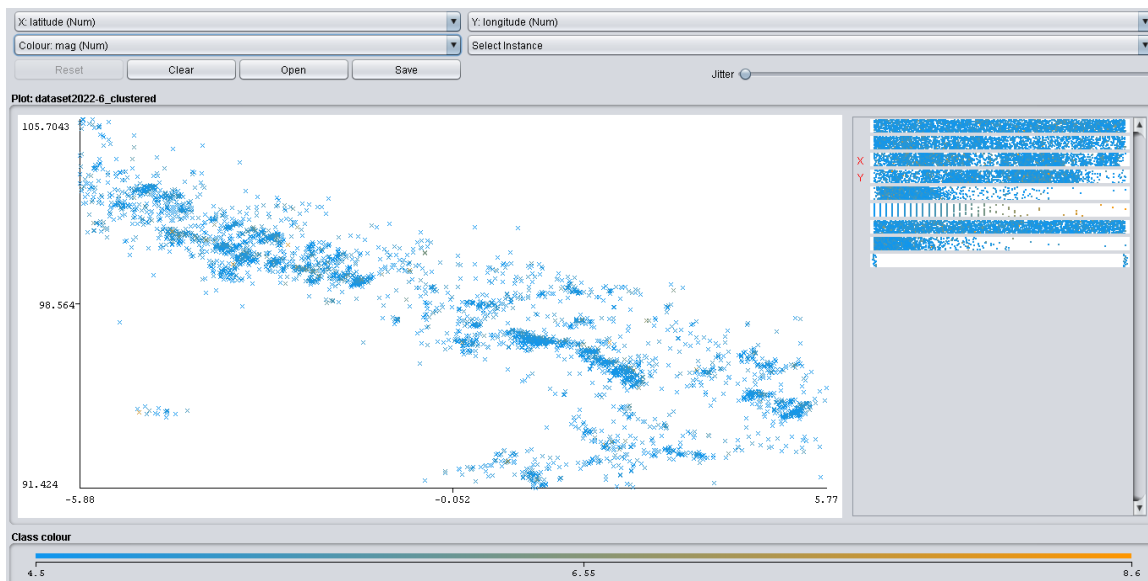 X: latitude (Num)
Y: longitude (Num)
Colour: mag (Num)
Select Instance
Reset
Clear
Open
Save
Jitter
Plot: dataset2022-6_clustered
105.7043
98.564
91.424
-5.88
-0.052
5.77
X
Y
Class colour
4.5
6.55
8.6